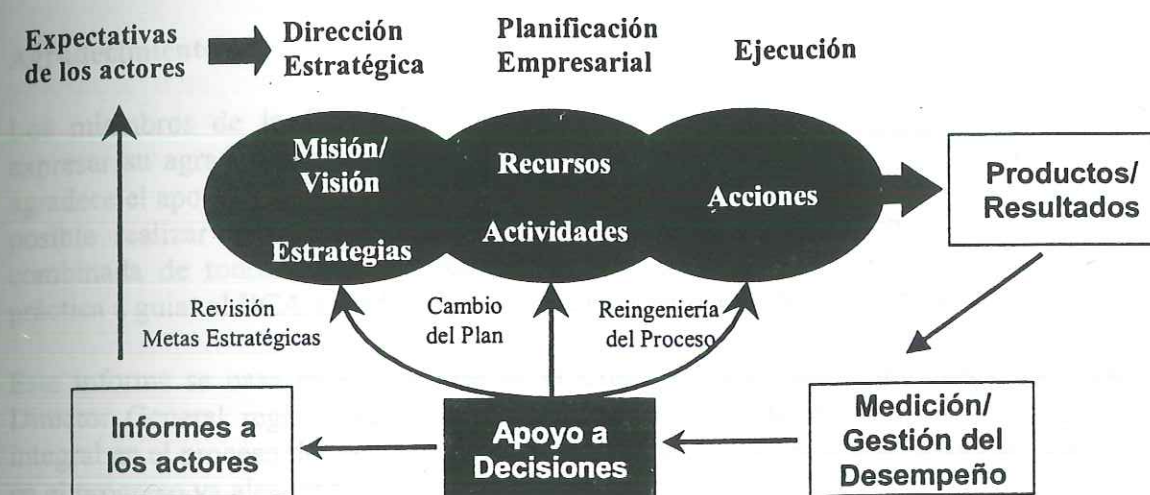 Expectativas
de los actores
Dirección
Estratégica
Planificación
Empresarial
Ejecución
Misión/
Visión
Estrategias
Recursos
Actividades
Acciones
Productos/
Resultados
Revisión
Metas Estratégicas
Cambio
del Plan
Reingeniería
del Proceso
Informes a
los actores
Apoyo a
Decisiones
Medición/
Gestión del
Desempeño